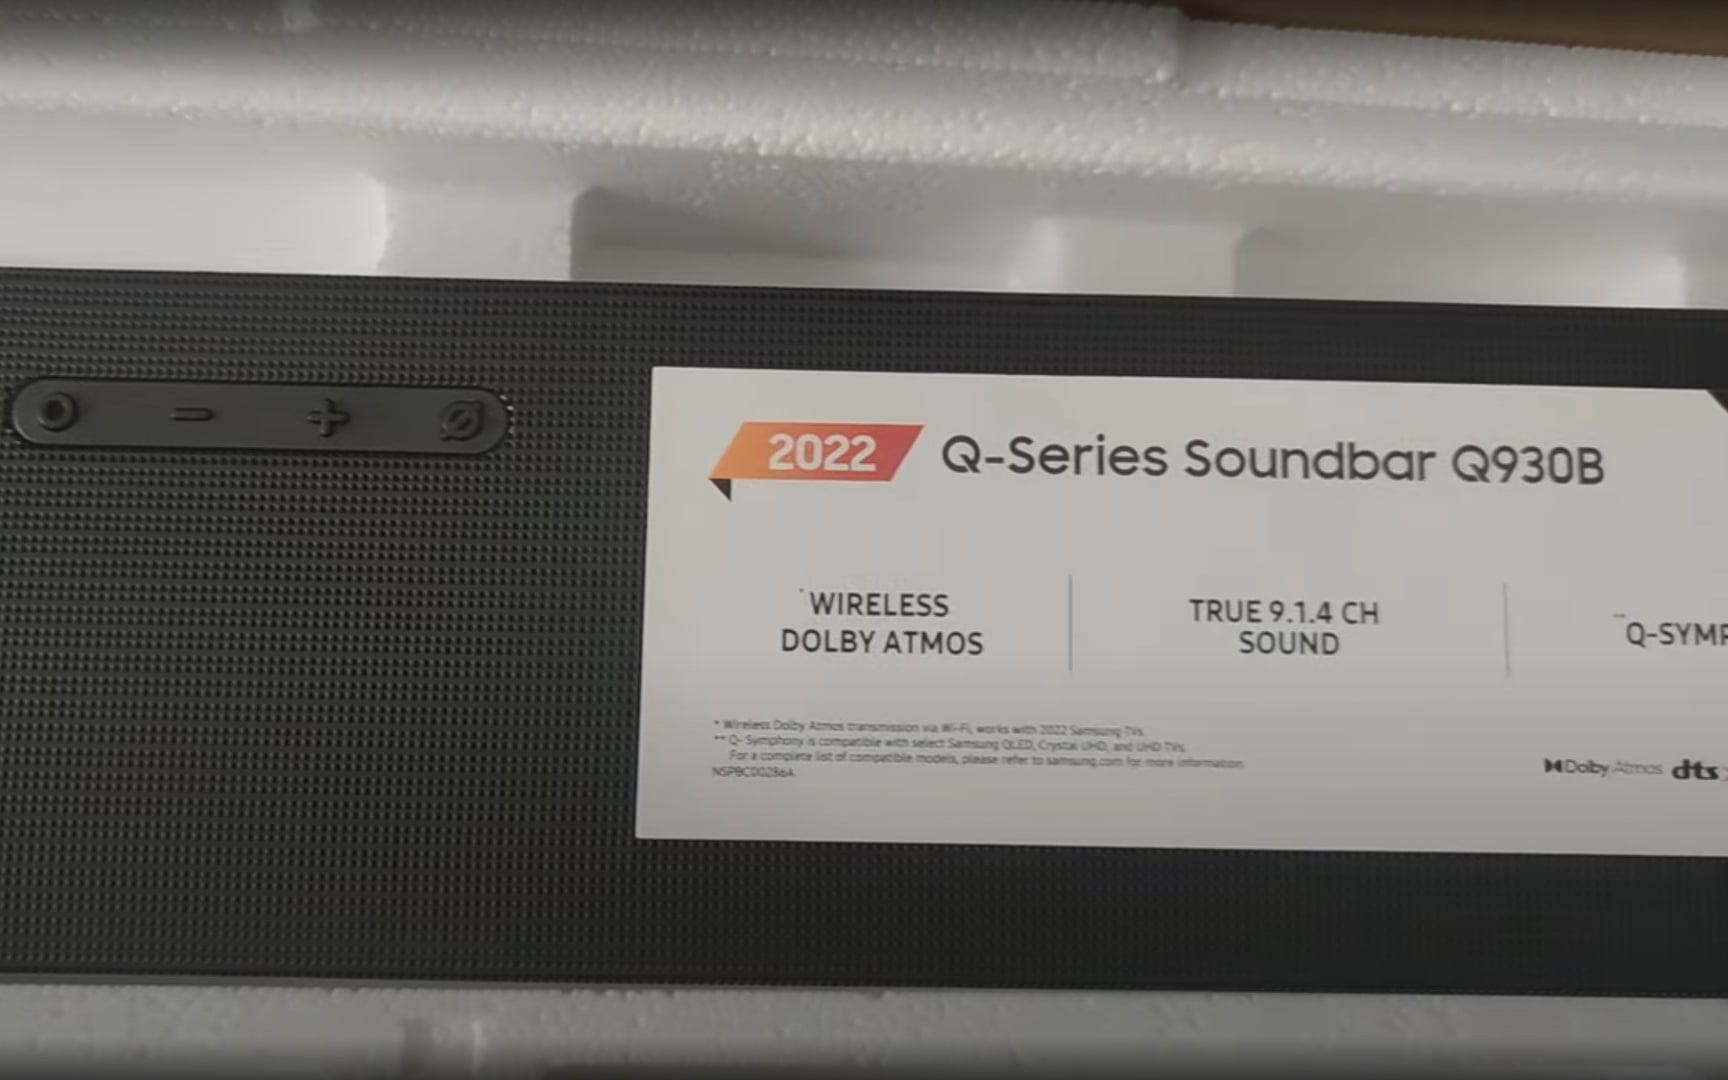 2022 Q-Series Soundbar Q930B
*WIRELESS
DOLBY ATMOS
TRUE 9.1.4 CH
SOUND
**Q-SYMP
* Wireless Dolby Atmos transmission via Wi-Fi, works with 2022 Samsung TVs.
** Q- Symphony is compatible with select Samsung QLED, Crystal UHD, and UHD TVs.
For a complete list of compatible models, please refer to samsung.com for more information.
NSPBC00286A
Dolby Atmos dts